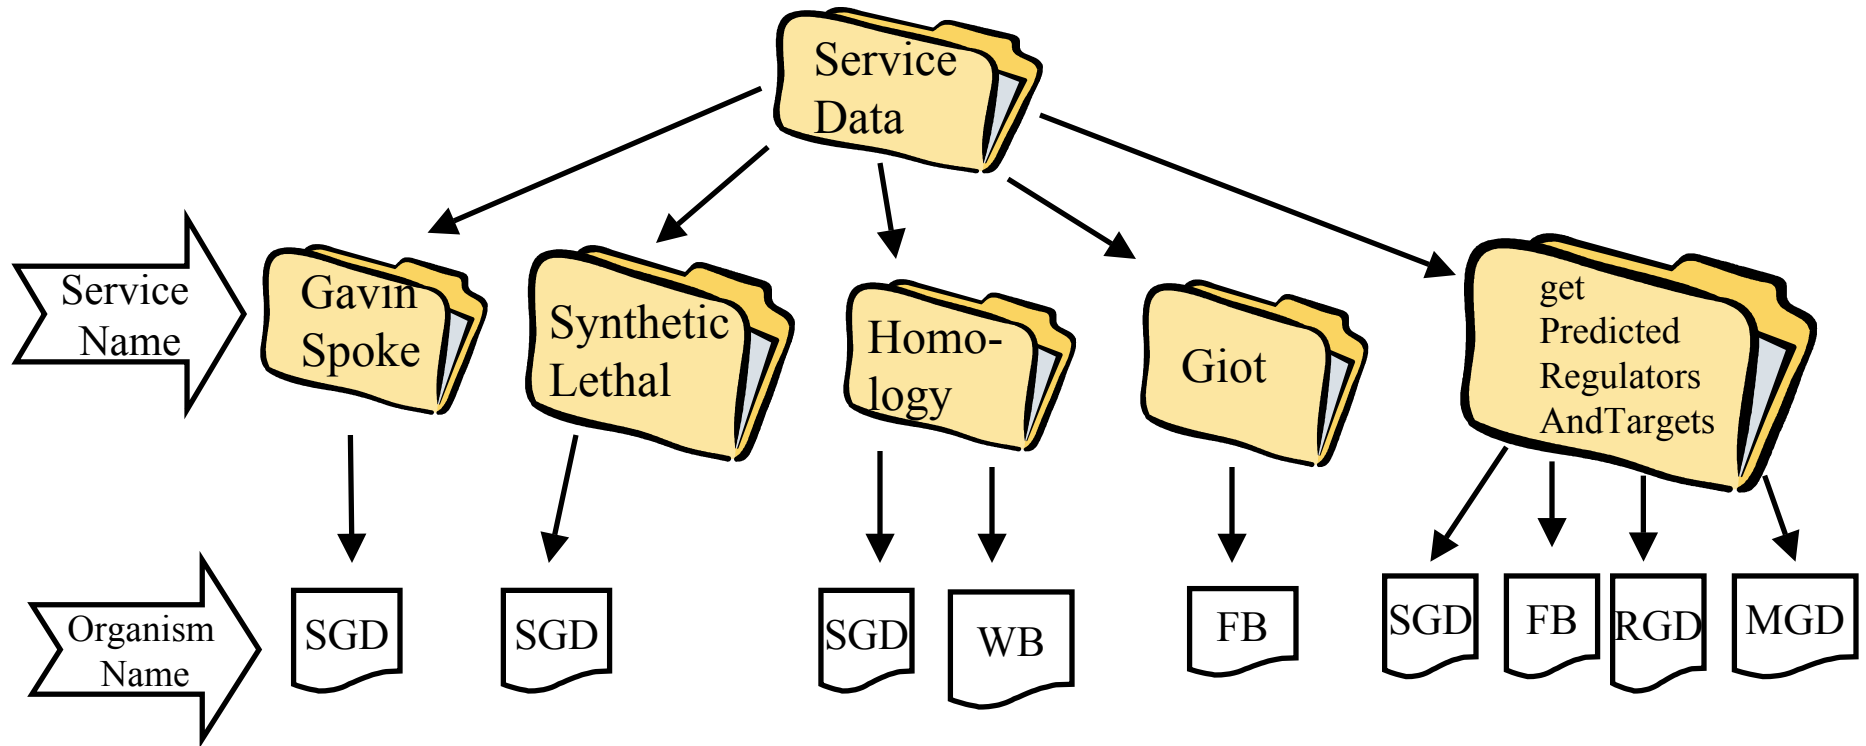 Service
Data
Service
Name
Gavin
Spoke
Synthetic
Lethal
Homo-
logy
Giot
get
Predicted
Regulators
AndTargets
Organism
Name
SGD
SGD
SGD
WB
FB
SGD
FB
RGD
MGD